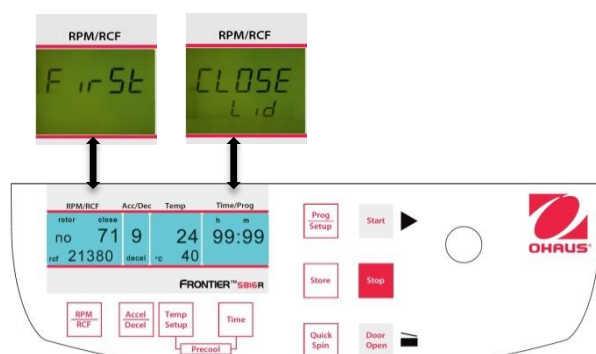 RPM/RCF
RPM/RCF
FirSt
CLOSE
Lid
RPM/RCF Acc/Dec Temp Time/Prog
rotor close h m
no 71 9 24 99:99
rcf 21380 decel °C 40
FRONTIER™ 5816R
RPM
RCF
Accel
Decel
Temp
Setup
Time
Precool
Prog
Setup
Start
Store
Stop
Quick
Spin
Door
Open
OHAUS®